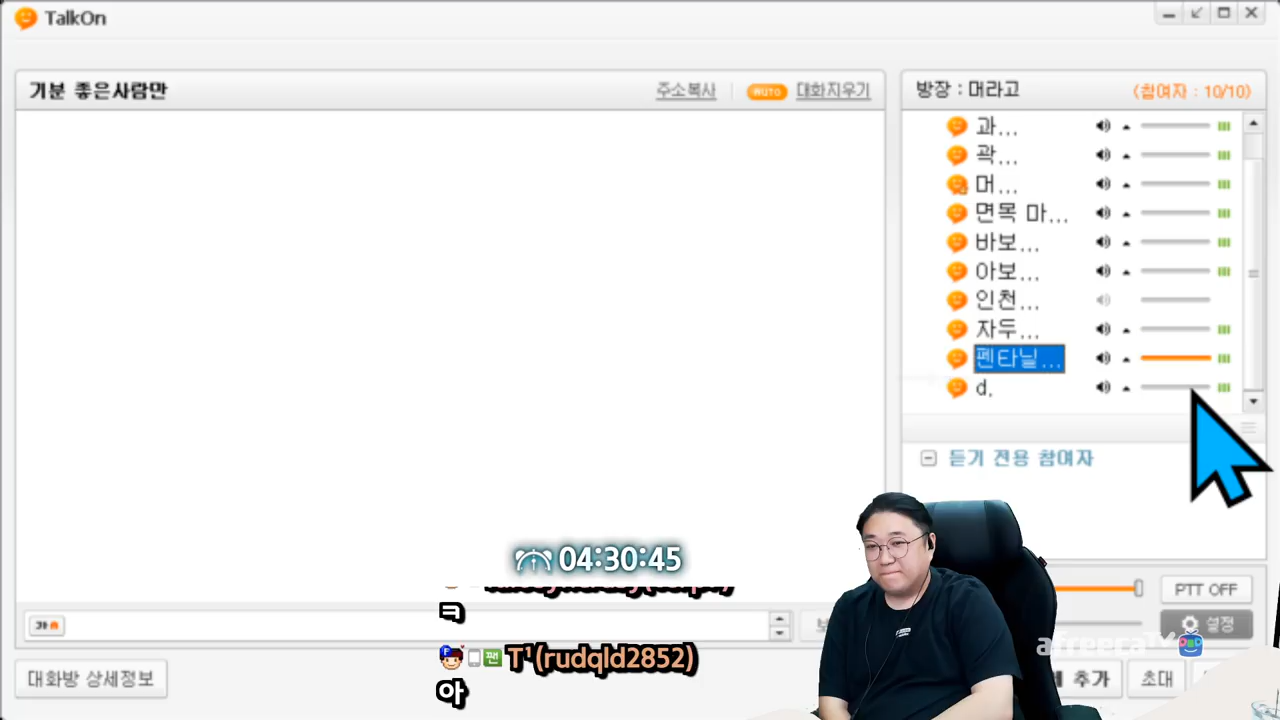 TalkOn
기분 좋은사람만
주소복사
AUTO
대화지우기
방장 : 머라고
(참여자 : 10/10)
과...
곽...
머...
면목 마...
바보...
아보...
인천...
자두...
펜타닐...
d,
듣기 전용 참여자
04:30:45
ㅋ
PTT OFF
가
설정
afreecaTV
T¹(rudqld2852)
아
대화방 상세정보
추가
초대